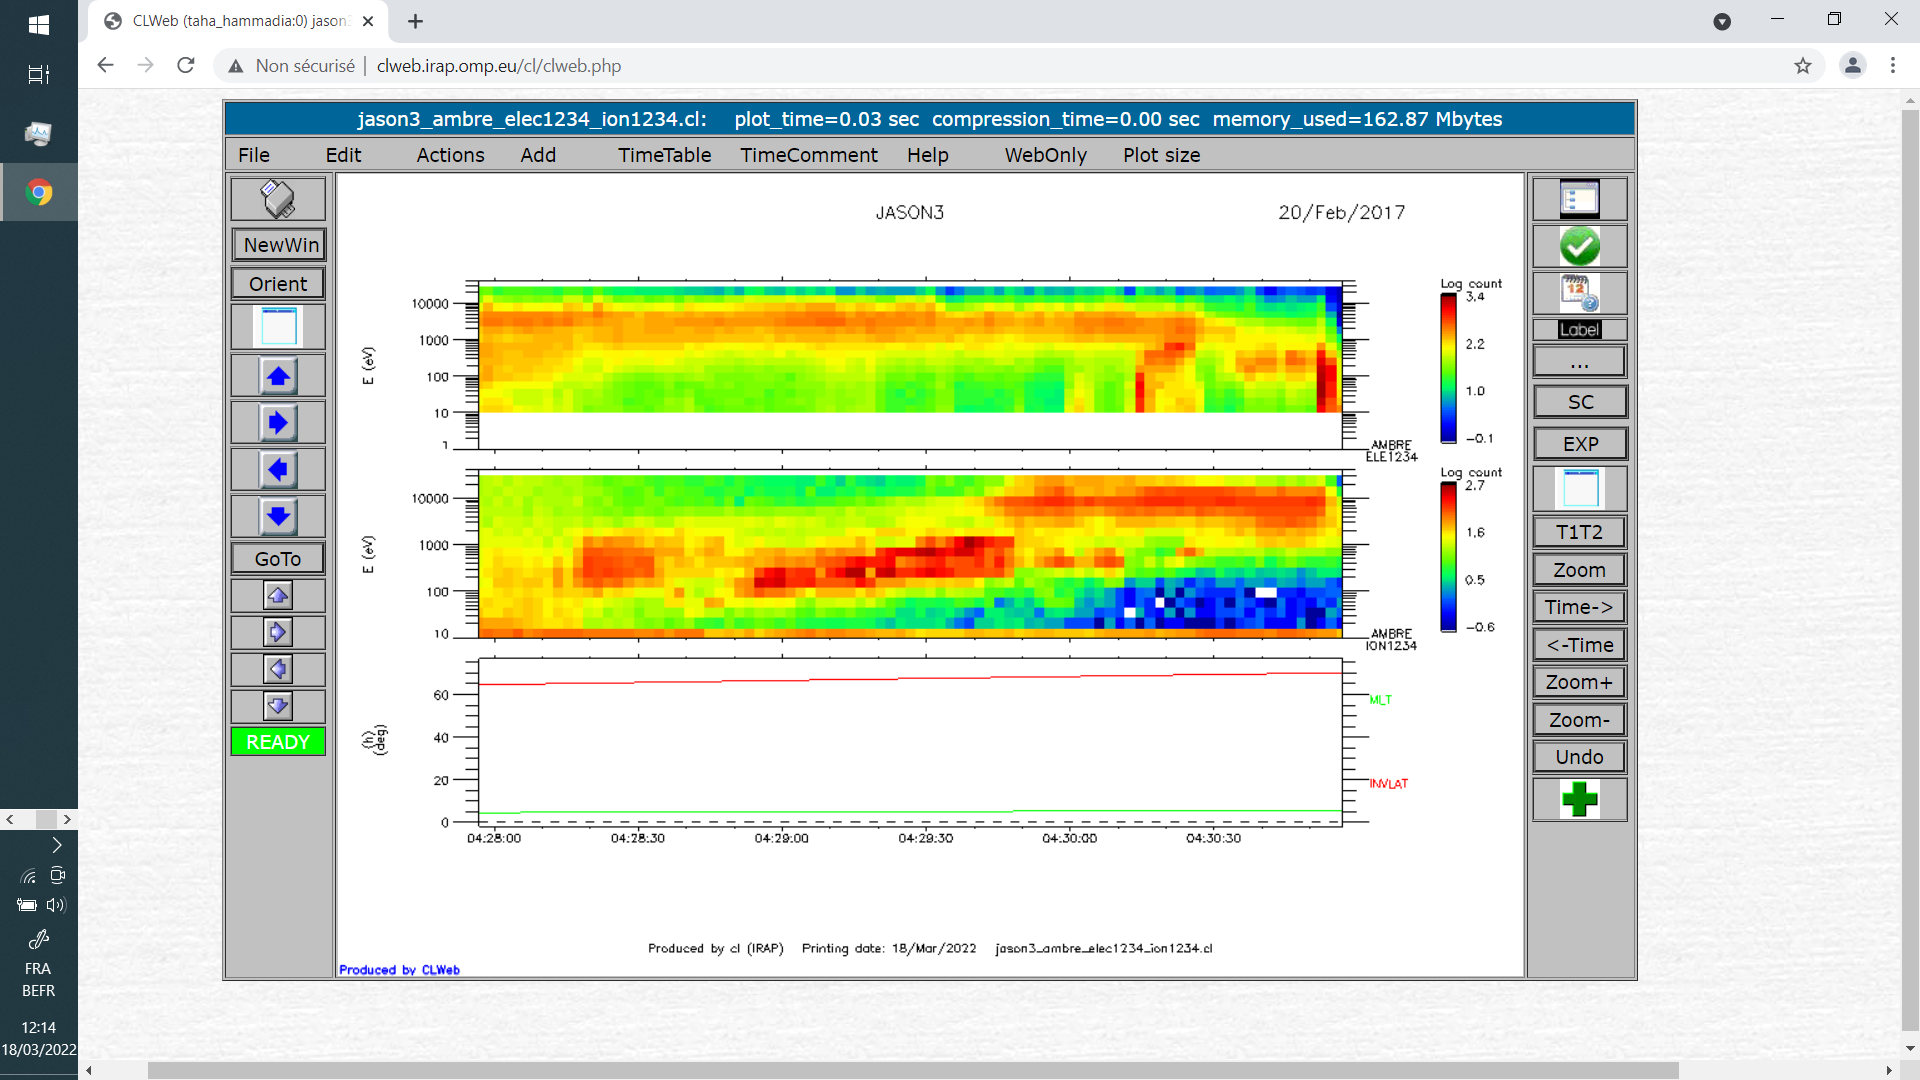 CLWeb (taha_hammadia:0) jason3
Non sécurisé | clweb.irap.omp.eu/cl/clweb.php
jason3_ambre_elec1234_ion1234.cl: plot_time=0.03 sec compression_time=0.00 sec memory_used=162.87 Mbytes
File Edit Actions Add TimeTable TimeComment Help WebOnly Plot size
NewWin
Orient
GoTo
READY
JASON3 20/Feb/2017
E (eV)
10000
1000
100
10
1
AMBRE
ELE1234
Log count
3.4
2.2
1.0
-0.1
E (eV)
10000
1000
100
10
AMBRE
ION1234
Log count
2.7
1.6
0.5
-0.6
(h)
(deg)
60
40
20
0
MLT
INVLAT
04:28:00 04:28:30 04:29:00 04:29:30 04:30:00 04:30:30
Produced by cl (IRAP) Printing date: 18/Mar/2022 jason3_ambre_elec1234_ion1234.cl
Produced by CLWeb
12
Label
...
SC
EXP
T1T2
Zoom
Time->
<-Time
Zoom+
Zoom-
Undo
FRA
BEFR
12:14
18/03/2022